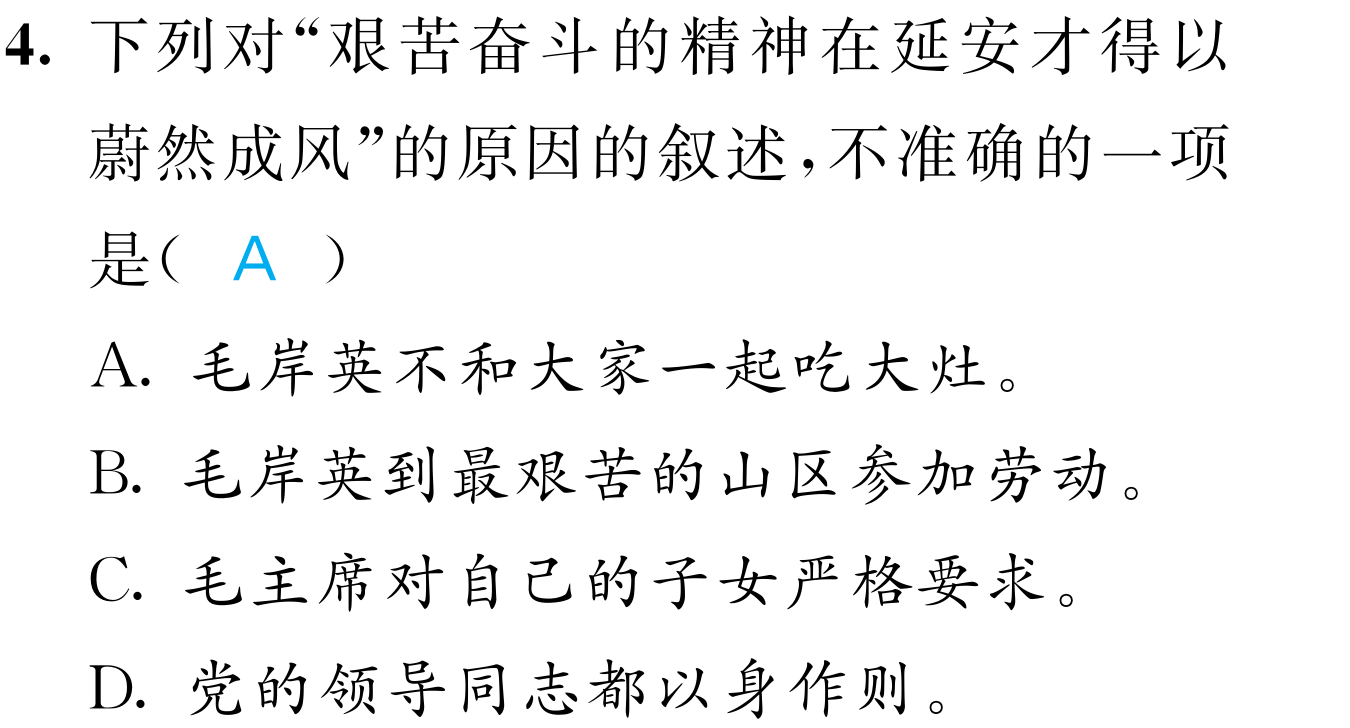 4. 下列对“艰苦奋斗的精神在延安才得以
蔚然成风”的原因的叙述,不准确的一项
是( A )
A. 毛岸英不和大家一起吃大灶。
B. 毛岸英到最艰苦的山区参加劳动。
C. 毛主席对自己的子女严格要求。
D. 党的领导同志都以身作则。